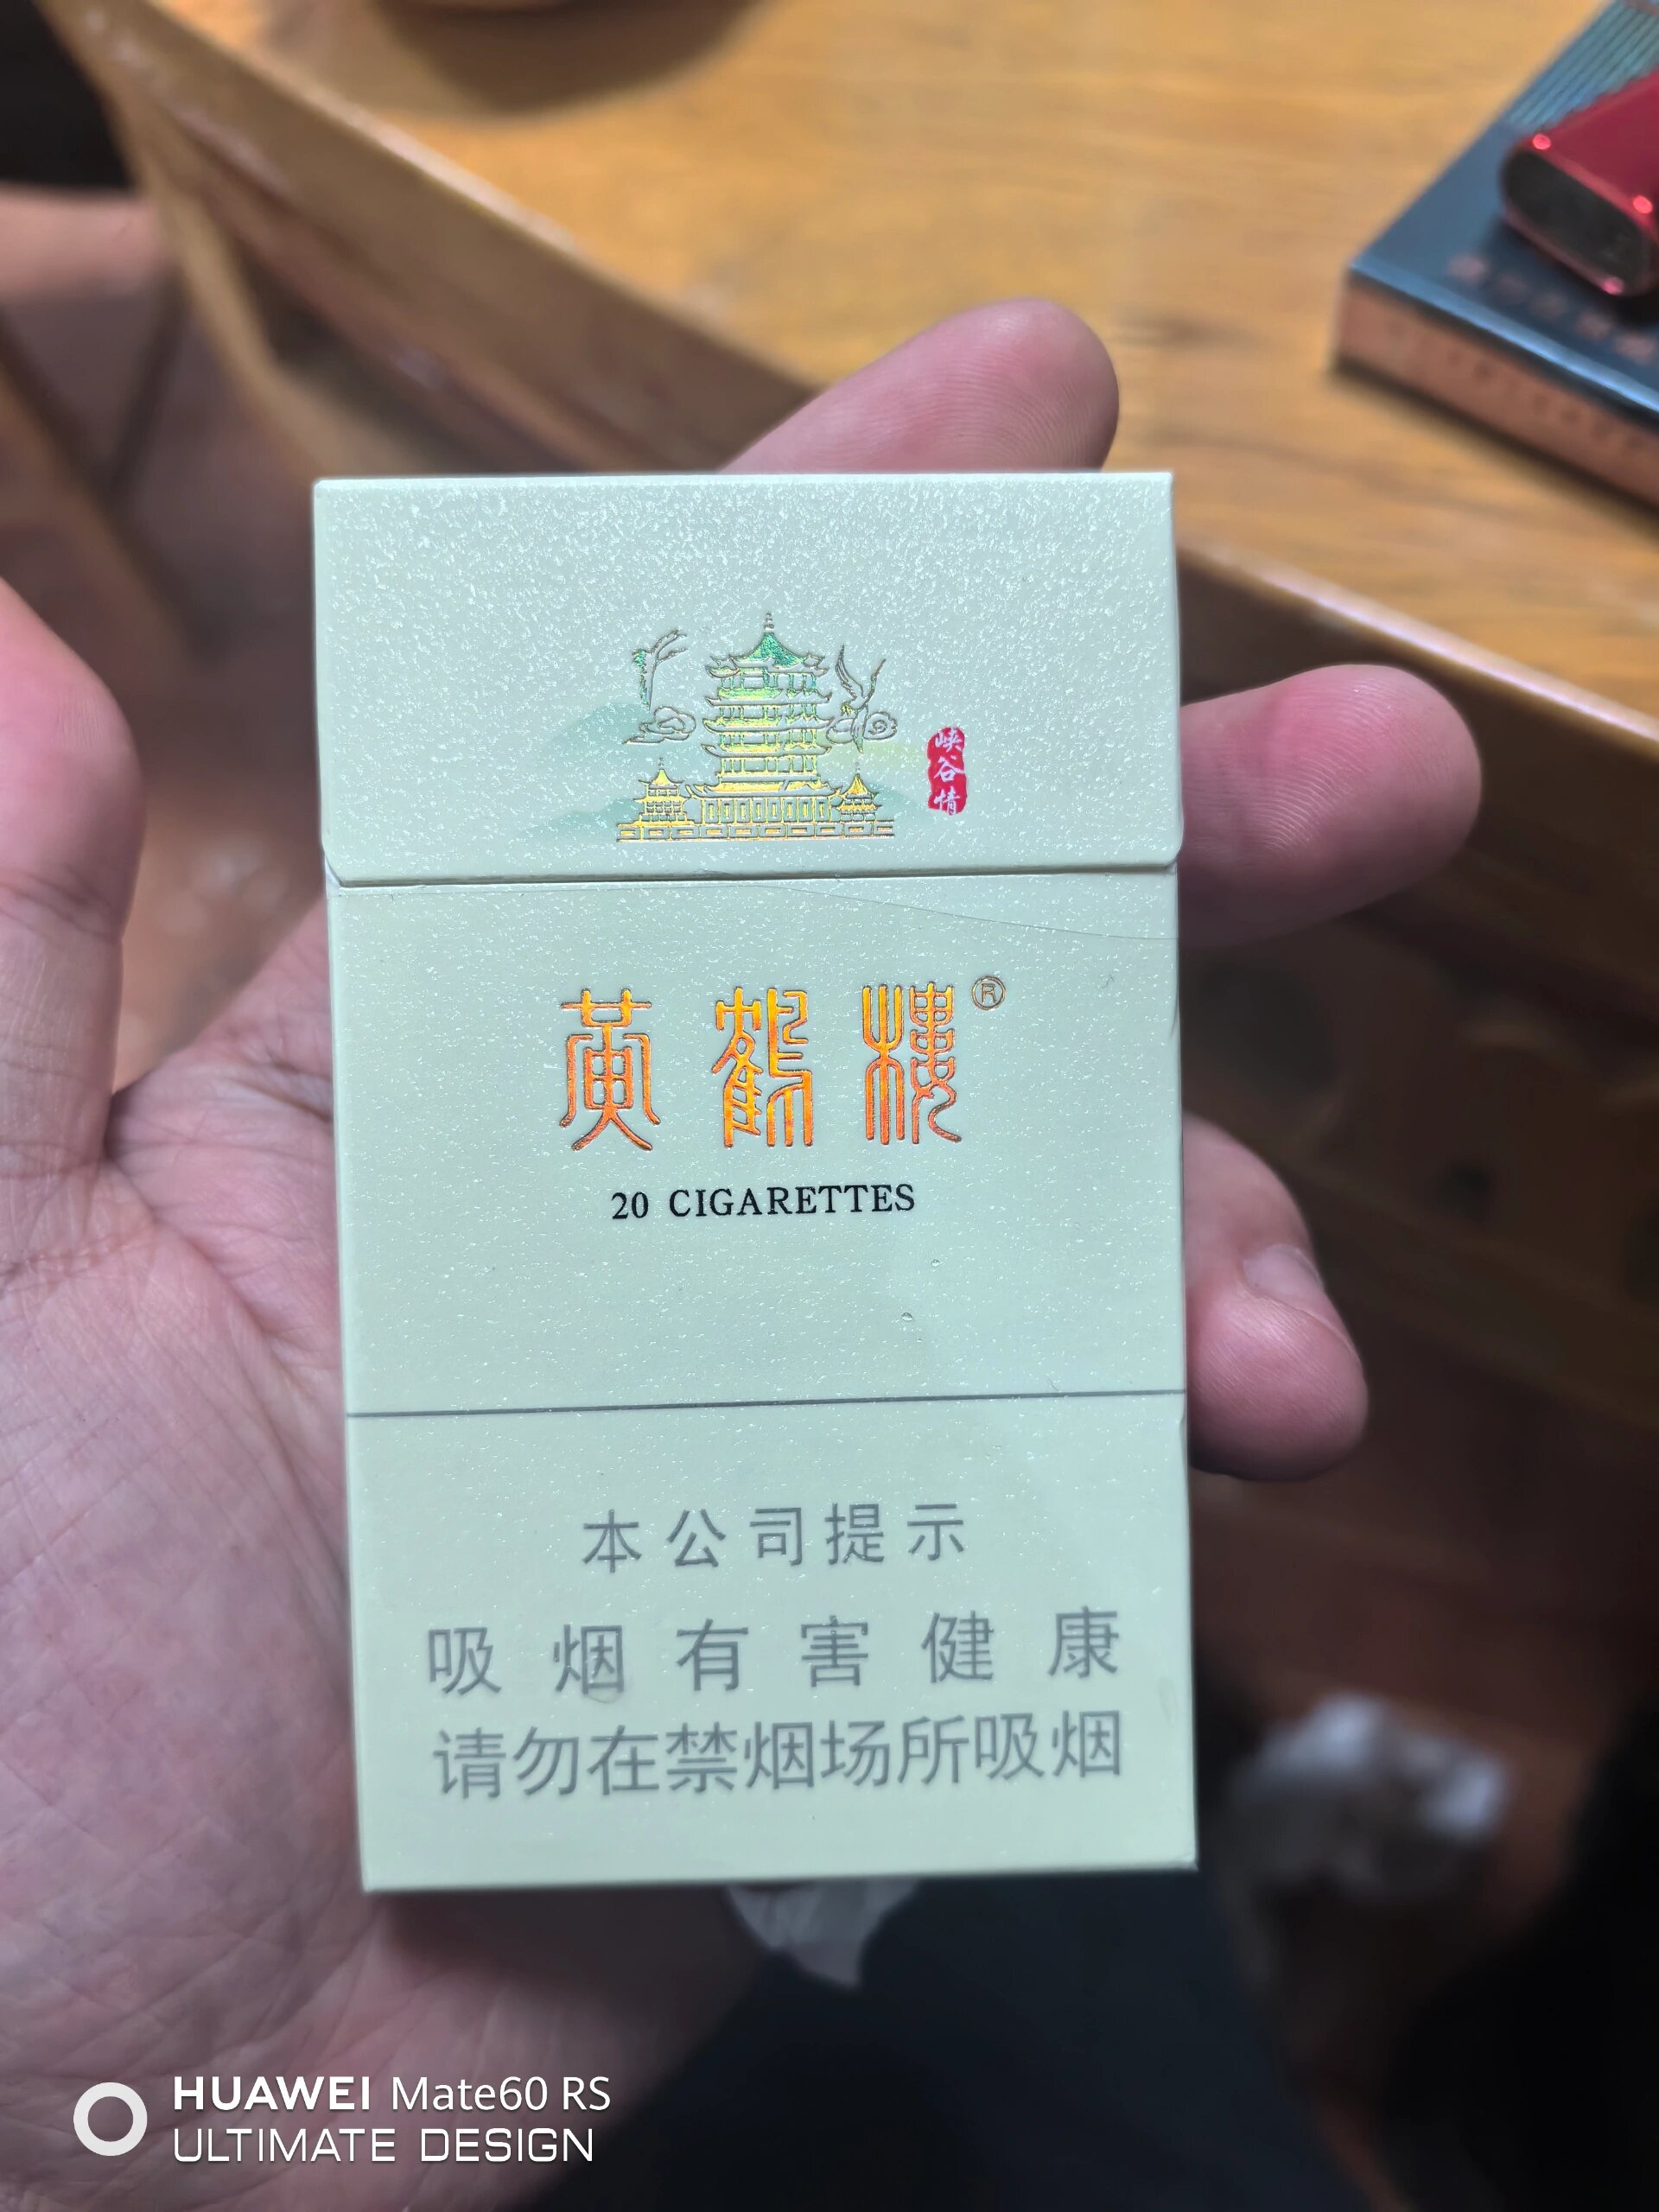 峡谷情
黄鹤楼®
20 CIGARETTES
本公司提示
吸烟有害健康
请勿在禁烟场所吸烟
HUAWEI Mate60 RS
ULTIMATE DESIGN